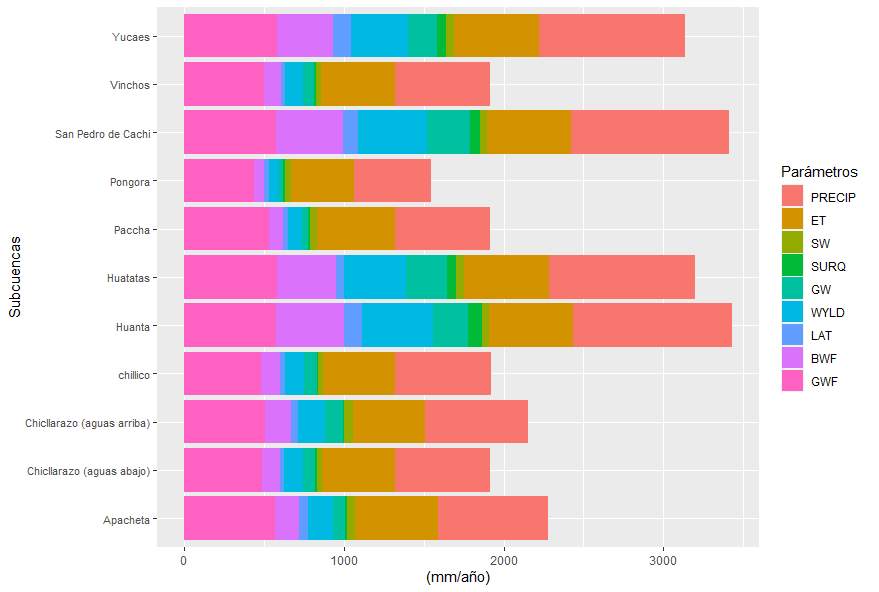 Subcuencas
Yucaes
Vinchos
San Pedro de Cachi
Pongora
Paccha
Huatatas
Huanta
chillico
Chicllarazo (aguas arriba)
Chicllarazo (aguas abajo)
Apacheta
0 1000 2000 3000
(mm/año)
Parámetros
PRECIP
ET
SW
SURQ
GW
WYLD
LAT
BWF
GWF